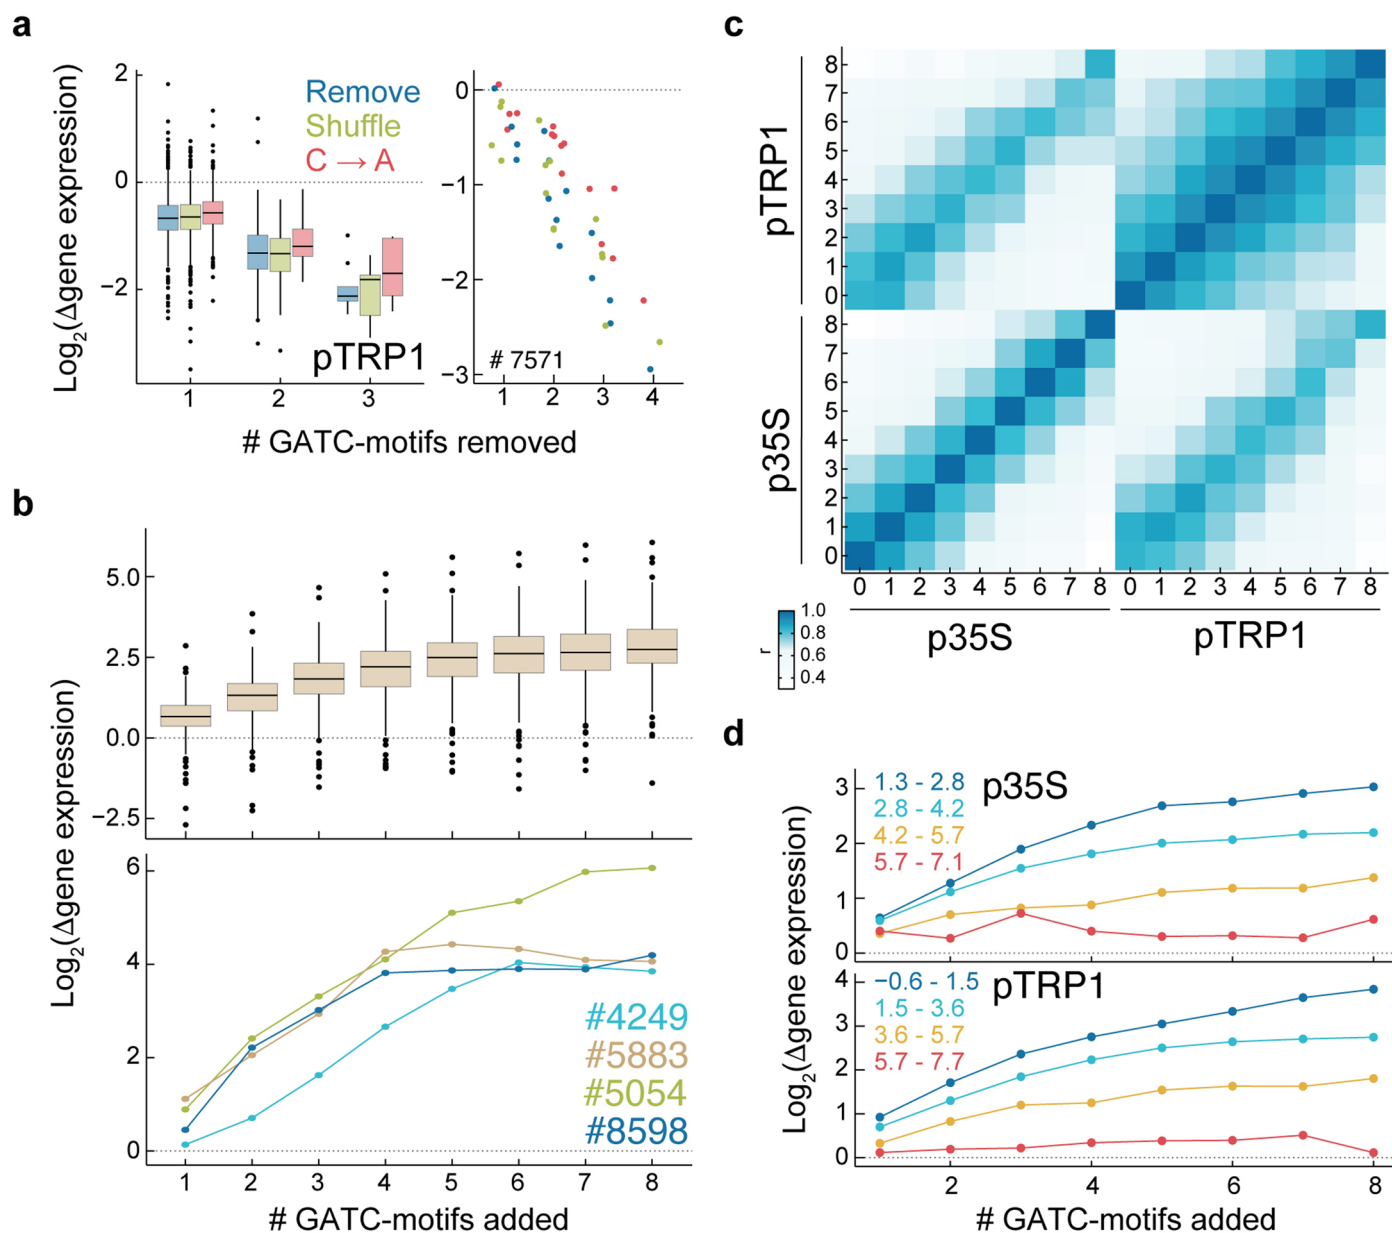 a
Log2(Δgene expression)
2
0
−2
Remove
Shuffle
C → A
pTRP1
1 2 3
0
−1
−2
−3
# 7571
1 2 3 4
# GATC-motifs removed
b
Log2(Δgene expression)
5.0
2.5
0.0
−2.5
6
4
2
0
#4249
#5883
#5054
#8598
1 2 3 4 5 6 7 8
# GATC-motifs added
c
pTRP1
8
7
6
5
4
3
2
1
0
p35S
8
7
6
5
4
3
2
1
0
0 1 2 3 4 5 6 7 8 0 1 2 3 4 5 6 7 8
p35S pTRP1
r
1.0
0.8
0.6
0.4
d
Log2(Δgene expression)
3
2
1
0
1.3 - 2.8
2.8 - 4.2
4.2 - 5.7
5.7 - 7.1
p35S
4
3
2
1
0
−0.6 - 1.5
1.5 - 3.6
3.6 - 5.7
5.7 - 7.7
pTRP1
2 4 6 8
# GATC-motifs added